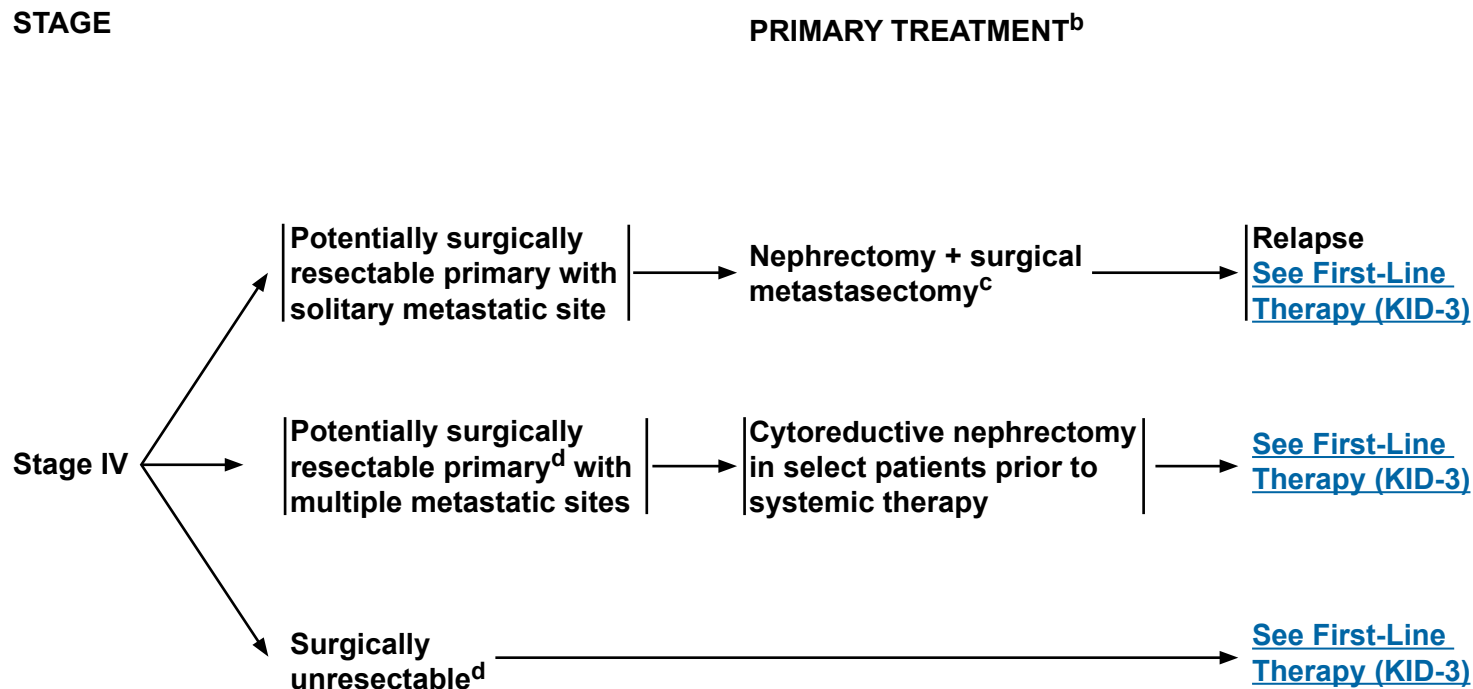 STAGE
PRIMARY TREATMENTb
Potentially surgically
resectable primary with
solitary metastatic site
Nephrectomy + surgical
metastasectomyc
Relapse
See First-Line
Therapy (KID-3)
Stage IV
Potentially surgically
resectable primaryd with
multiple metastatic sites
Cytoreductive nephrectomy
in select patients prior to
systemic therapy
See First-Line
Therapy (KID-3)
Surgically
unresectabled
See First-Line
Therapy (KID-3)